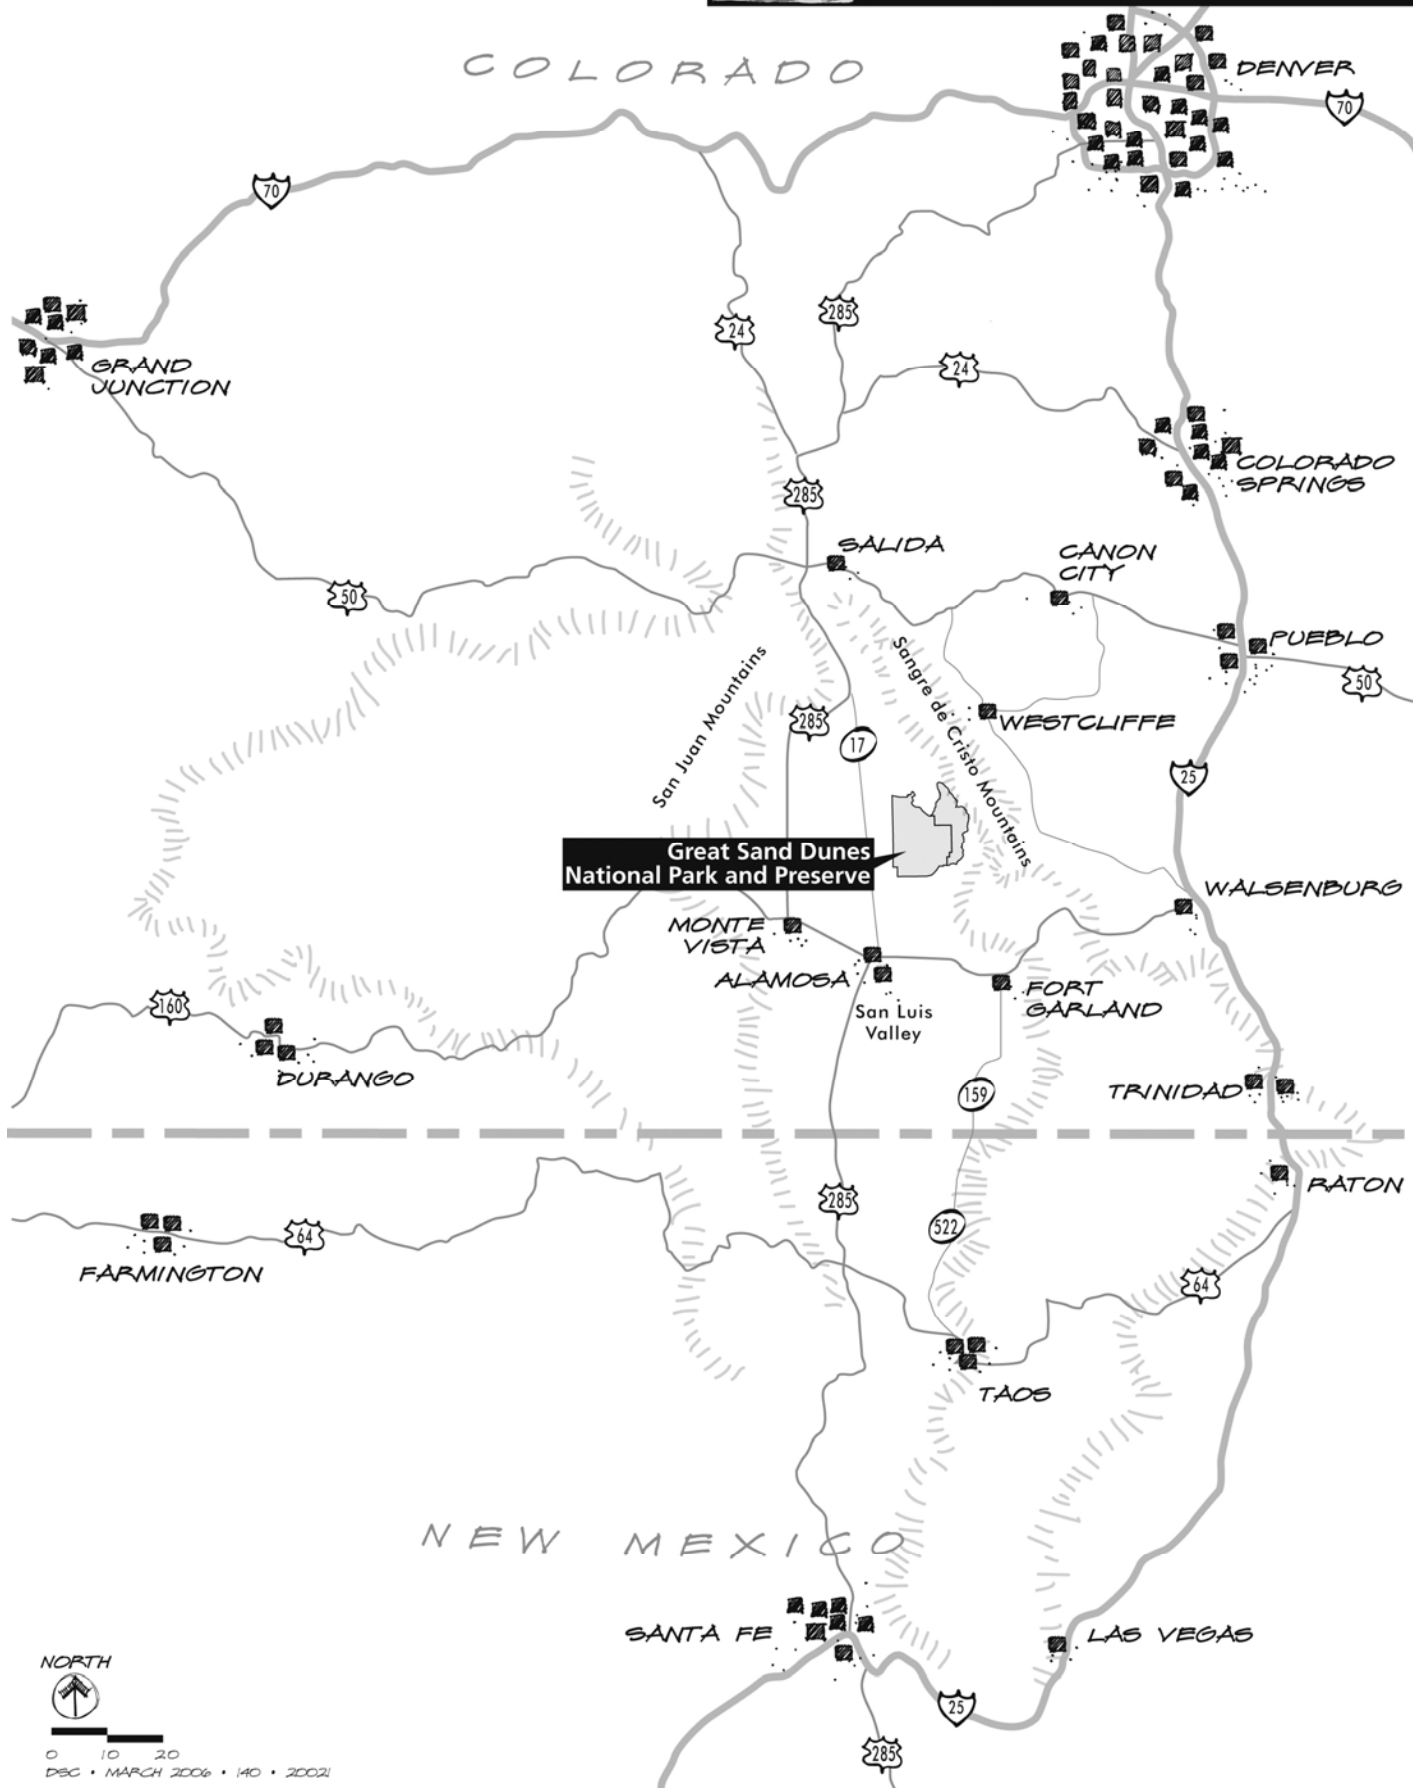 COLORADO
DENVER
70
70
285
24
24
GRAND
JUNCTION
COLORADO
SPRINGS
285
SALIDA
CANON
CITY
50
PUEBLO
50
San Juan Mountains
Sangre de Cristo Mountains
WESTCLIFFE
285
17
25
Great Sand Dunes
National Park and Preserve
WALSENBURG
MONTE
VISTA
ALAMOSA
FORT
GARLAND
160
San Luis
Valley
DURANGO
159
TRINIDAD
RATON
285
522
64
FARMINGTON
64
TAOS
NEW MEXICO
SANTA FE
LAS VEGAS
NORTH
25
285
0 10 20
DSC • MARCH 2006 • 140 • 20021